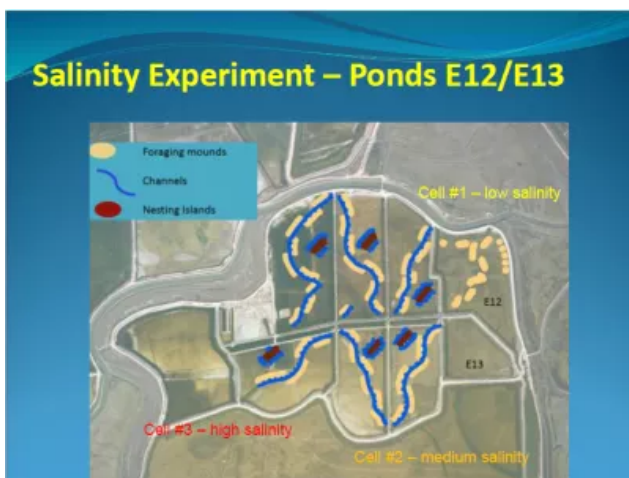 Salinity Experiment – Ponds E12/E13
Foraging mounds
Channels
Nesting Islands
Cell #1 – low salinity
E12
E13
Cell #3 – high salinity
Cell #2 – medium salinity